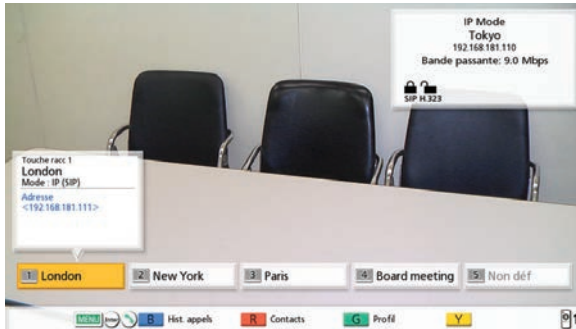 IP Mode
Tokyo
192.168.181.110
Bande passante: 9.0 Mbps
SIP H.323
Touche racc 1
London
Mode : IP (SIP)
Adresse
<192.168.181.111>
1 London
2 New York
3 Paris
4 Board meeting
5 Non déf
MENU Enter B Hist. appels R Contacts G Profil Y 1